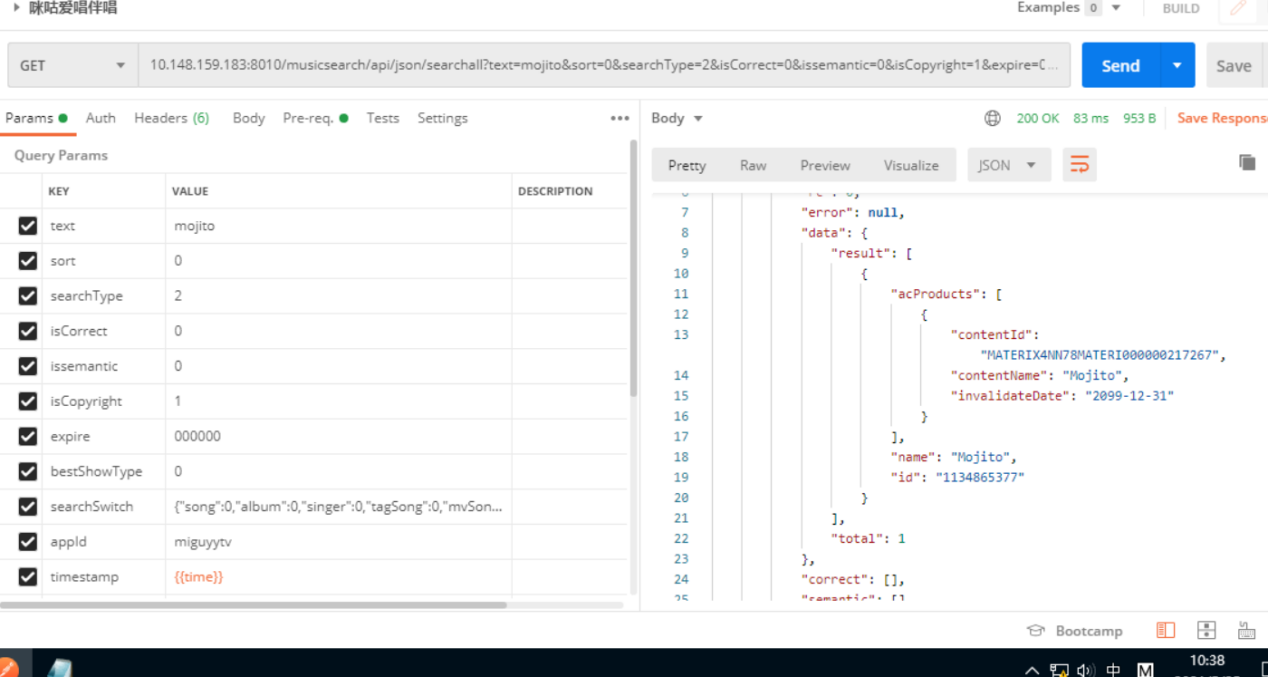 咪咕爱唱伴唱
Examples 0 BUILD
GET 10.148.159.183:8010/musicsearch/api/json/searchall?text=mojito&sort=0&searchType=2&isCorrect=0&issemantic=0&isCopyright=1&expire=0... Send Save
Params Auth Headers (6) Body Pre-req. Tests Settings
Query Params
KEY VALUE DESCRIPTION
text mojito
sort 0
searchType 2
isCorrect 0
issemantic 0
isCopyright 1
expire 000000
bestShowType 0
searchSwitch {"song":0,"album":0,"singer":0,"tagSong":0,"mvSon...
appId miguyytv
timestamp {{time}}
Body 200 OK 83 ms 953 B Save Respons
Pretty Raw Preview Visualize JSON
7 "error": null,
8 "data": {
9 "result": [
10 {
11 "acProducts": [
12 {
13 "contentId":
"MATERIX4NN78MATERI000000217267",
14 "contentName": "Mojito",
15 "invalidateDate": "2099-12-31"
16 }
17 ],
18 "name": "Mojito",
19 "id": "1134865377"
20 }
21 ],
22 "total": 1
23 },
24 "correct": [],
25 "semantic": []
Bootcamp
中 M 10:38